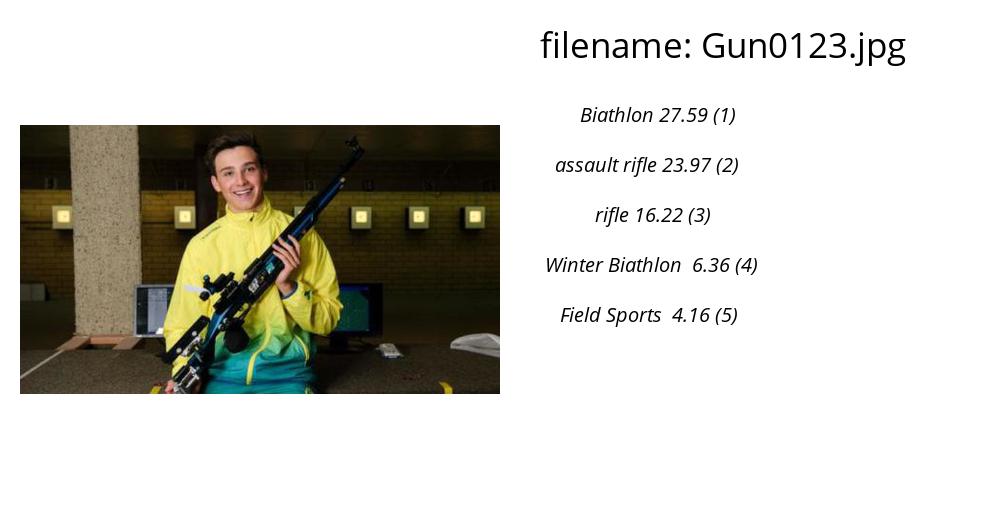 filename: Gun0123.jpg
Biathlon 27.59 (1)
assault rifle 23.97 (2)
rifle 16.22 (3)
Winter Biathlon  6.36 (4)
Field Sports  4.16 (5)